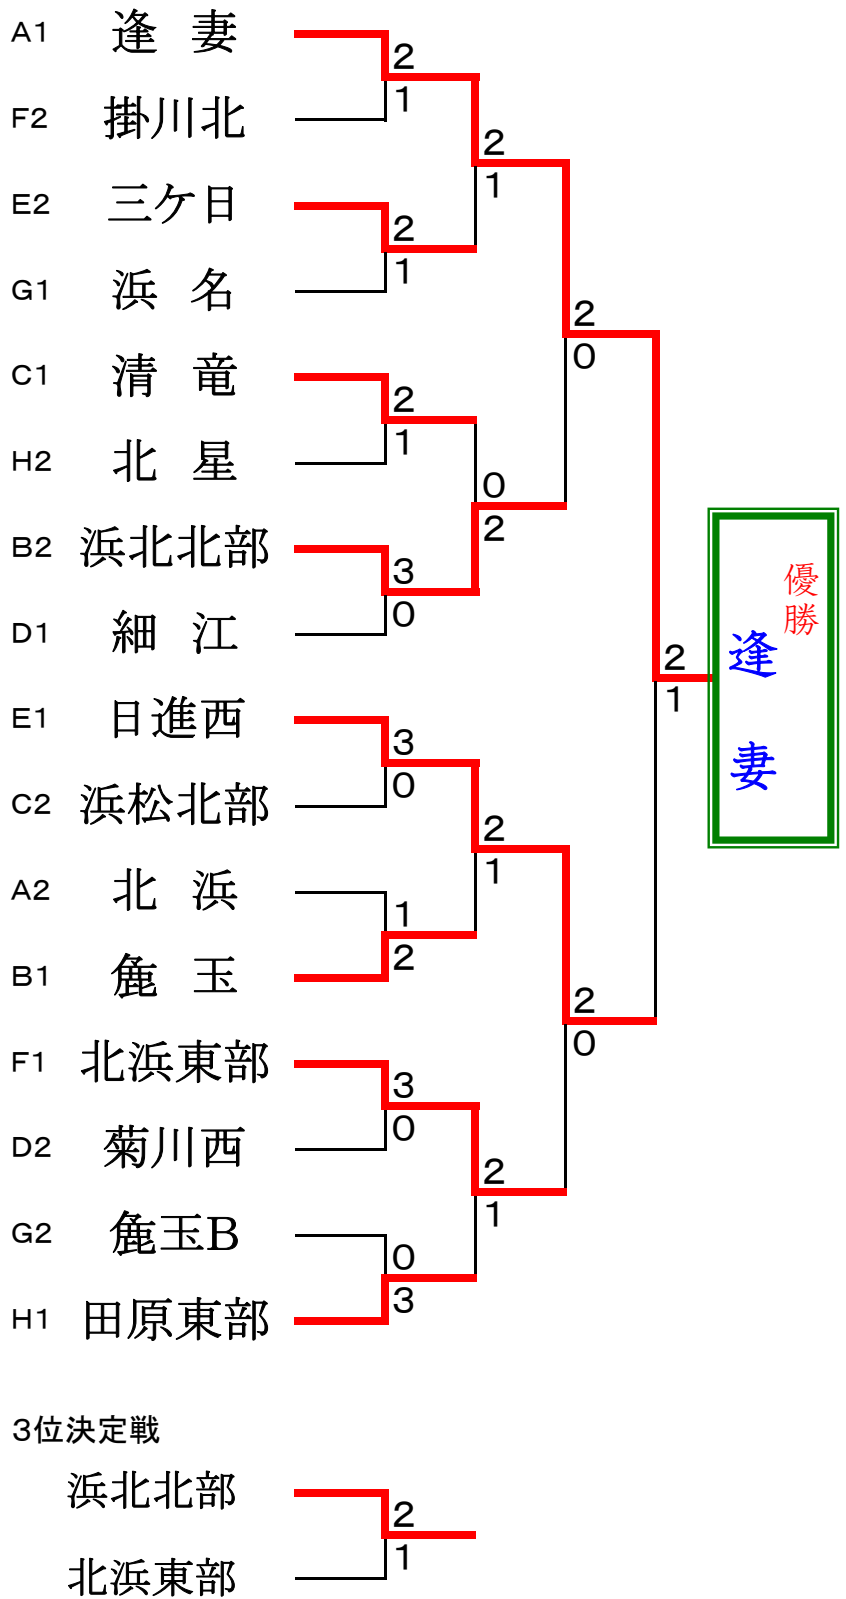 A1 逢 妻
2
1
F2 掛川北
2
1
E2 三ケ日
2
1
G1 浜 名
2
0
C1 清 竜
2
1
H2 北 星
0
2
B2 浜北北部
3
0
D1 細 江
2
1
優勝
逢 妻
E1 日進西
3
0
C2 浜松北部
2
1
A2 北 浜
1
2
B1 麁 玉
2
0
F1 北浜東部
3
0
D2 菊川西
2
1
G2 麁玉B
0
3
H1 田原東部
3位決定戦
浜北北部
2
1
北浜東部